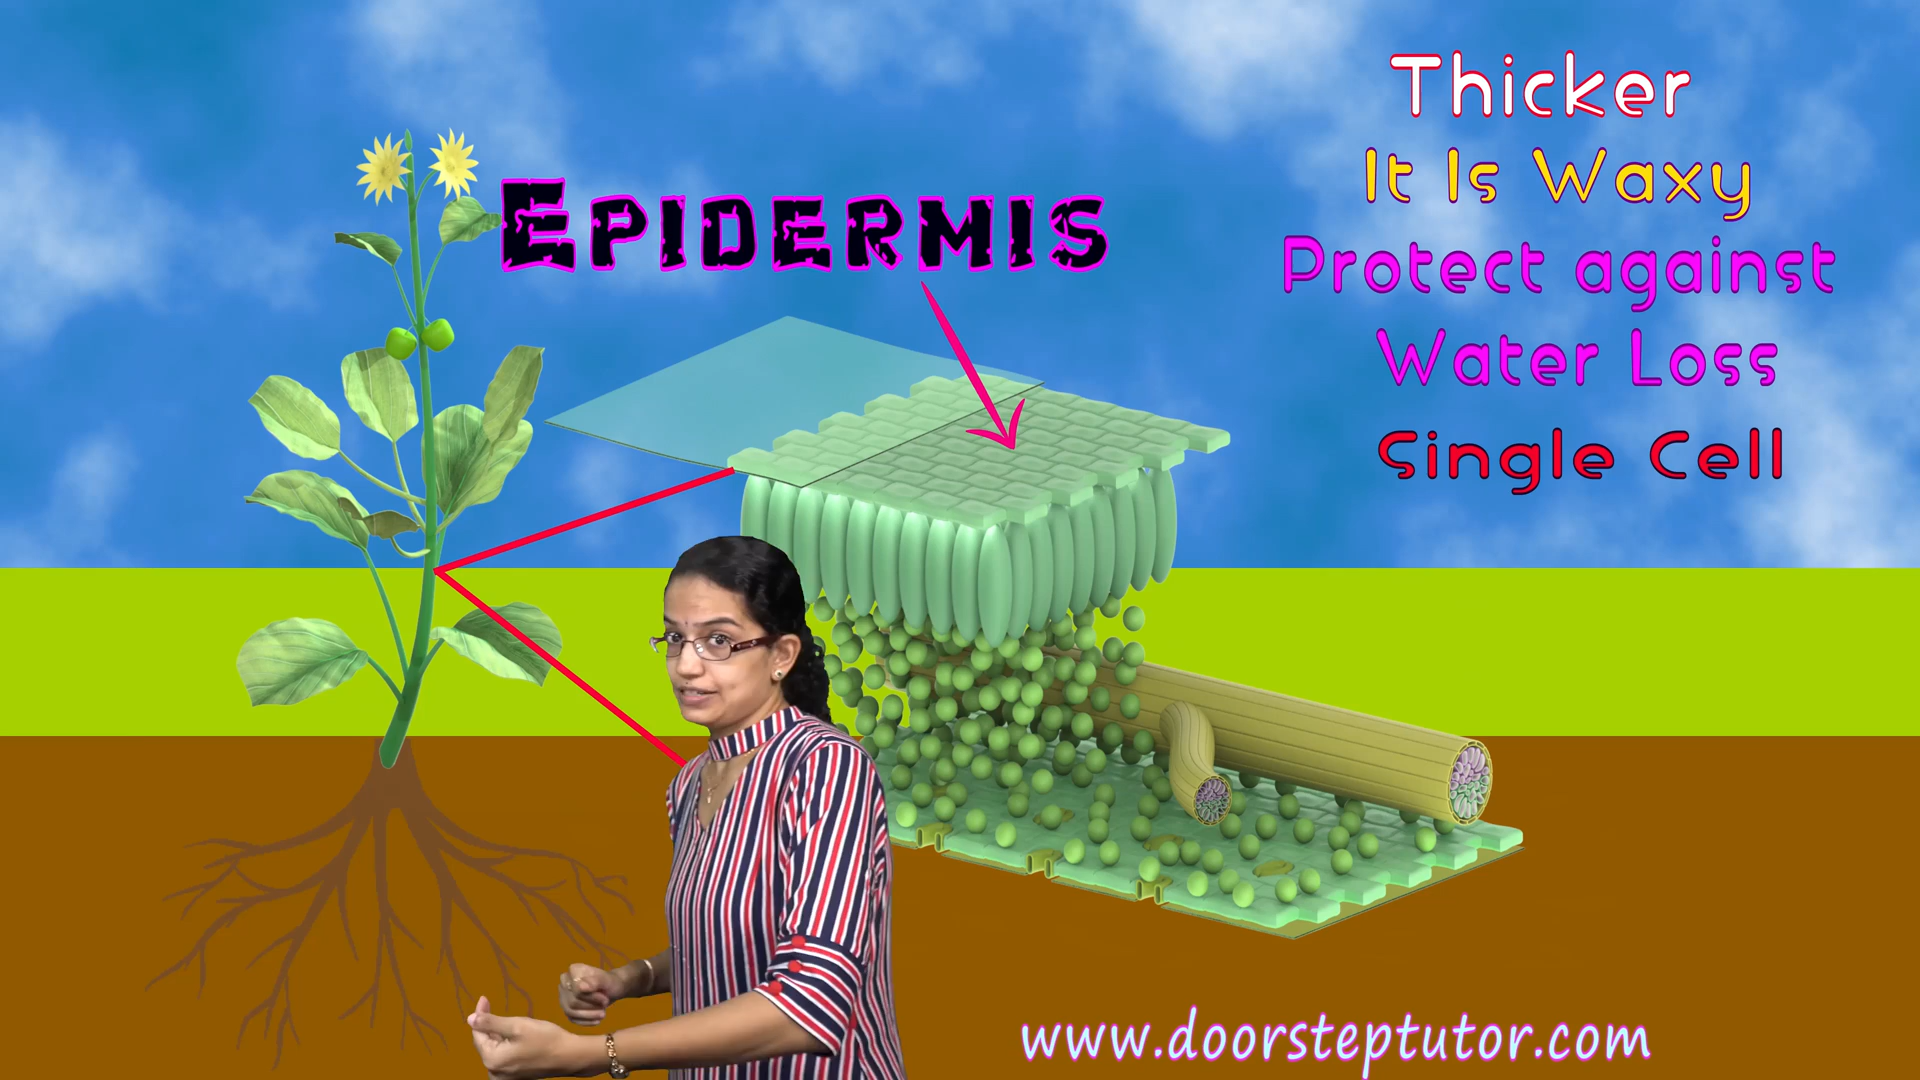 Epidermis
Thicker
It Is Waxy
Protect against
Water Loss
Single Cell
www.doorsteptutor.com